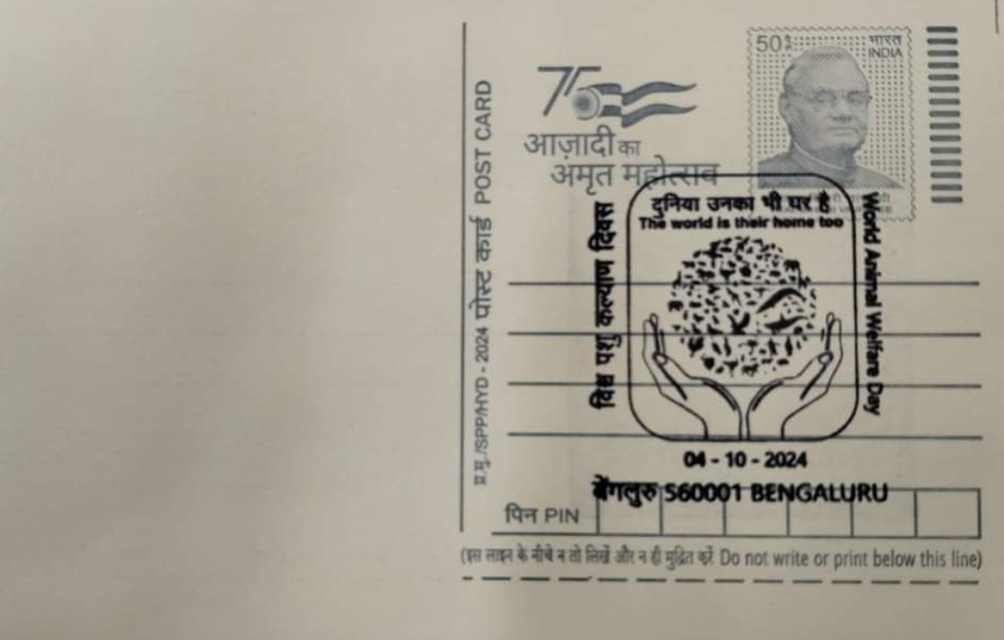 प्र.मु./SPP/HYD - 2024 पोस्ट कार्ड POST CARD
75
आज़ादी का
अमृत महोत्सव
50
भारत
INDIA
दुनिया उनका भी घर है
The world is their home too
विश्व पशु कल्याण दिवस
World Animal Welfare Day
04 - 10 - 2024
बेंगलुरु 560001 BENGALURU
पिन PIN
(इस लाइन के नीचे न तो लिखें और न ही मुद्रित करें Do not write or print below this line)